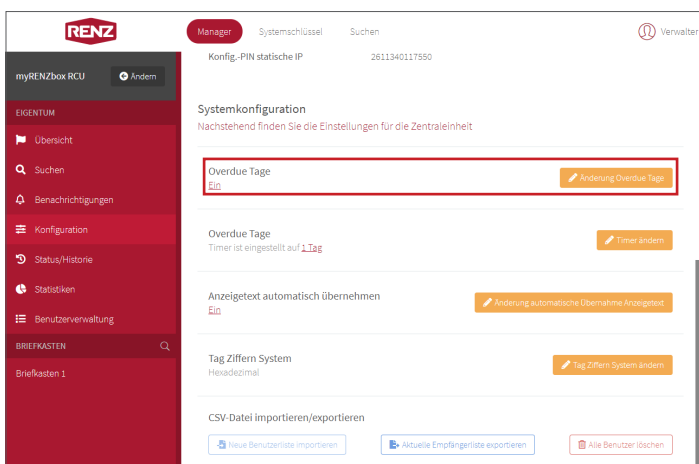 RENZ
Manager
Systemschlüssel
Suchen
Verwalter
Konfig.-PIN statische IP
2611340117550
myRENZbox RCU
Ändern
EIGENTUM
Übersicht
Suchen
Benachrichtigungen
Konfiguration
Status/Historie
Statistiken
Benutzerverwaltung
BRIEFKASTEN
Briefkasten 1
Systemkonfiguration
Nachstehend finden Sie die Einstellungen für die Zentraleinheit
Overdue Tage
Ein
Änderung Overdue Tage
Overdue Tage
Timer ist eingestellt auf 1 Tag
Timer ändern
Anzeigetext automatisch übernehmen
Ein
Änderung automatische Übernahme Anzeigetext
Tag Ziffern System
Hexadezimal
Tag Ziffern System ändern
CSV-Datei importieren/exportieren
Neue Benutzerliste importieren
Aktuelle Empfängerliste exportieren
Alle Benutzer löschen